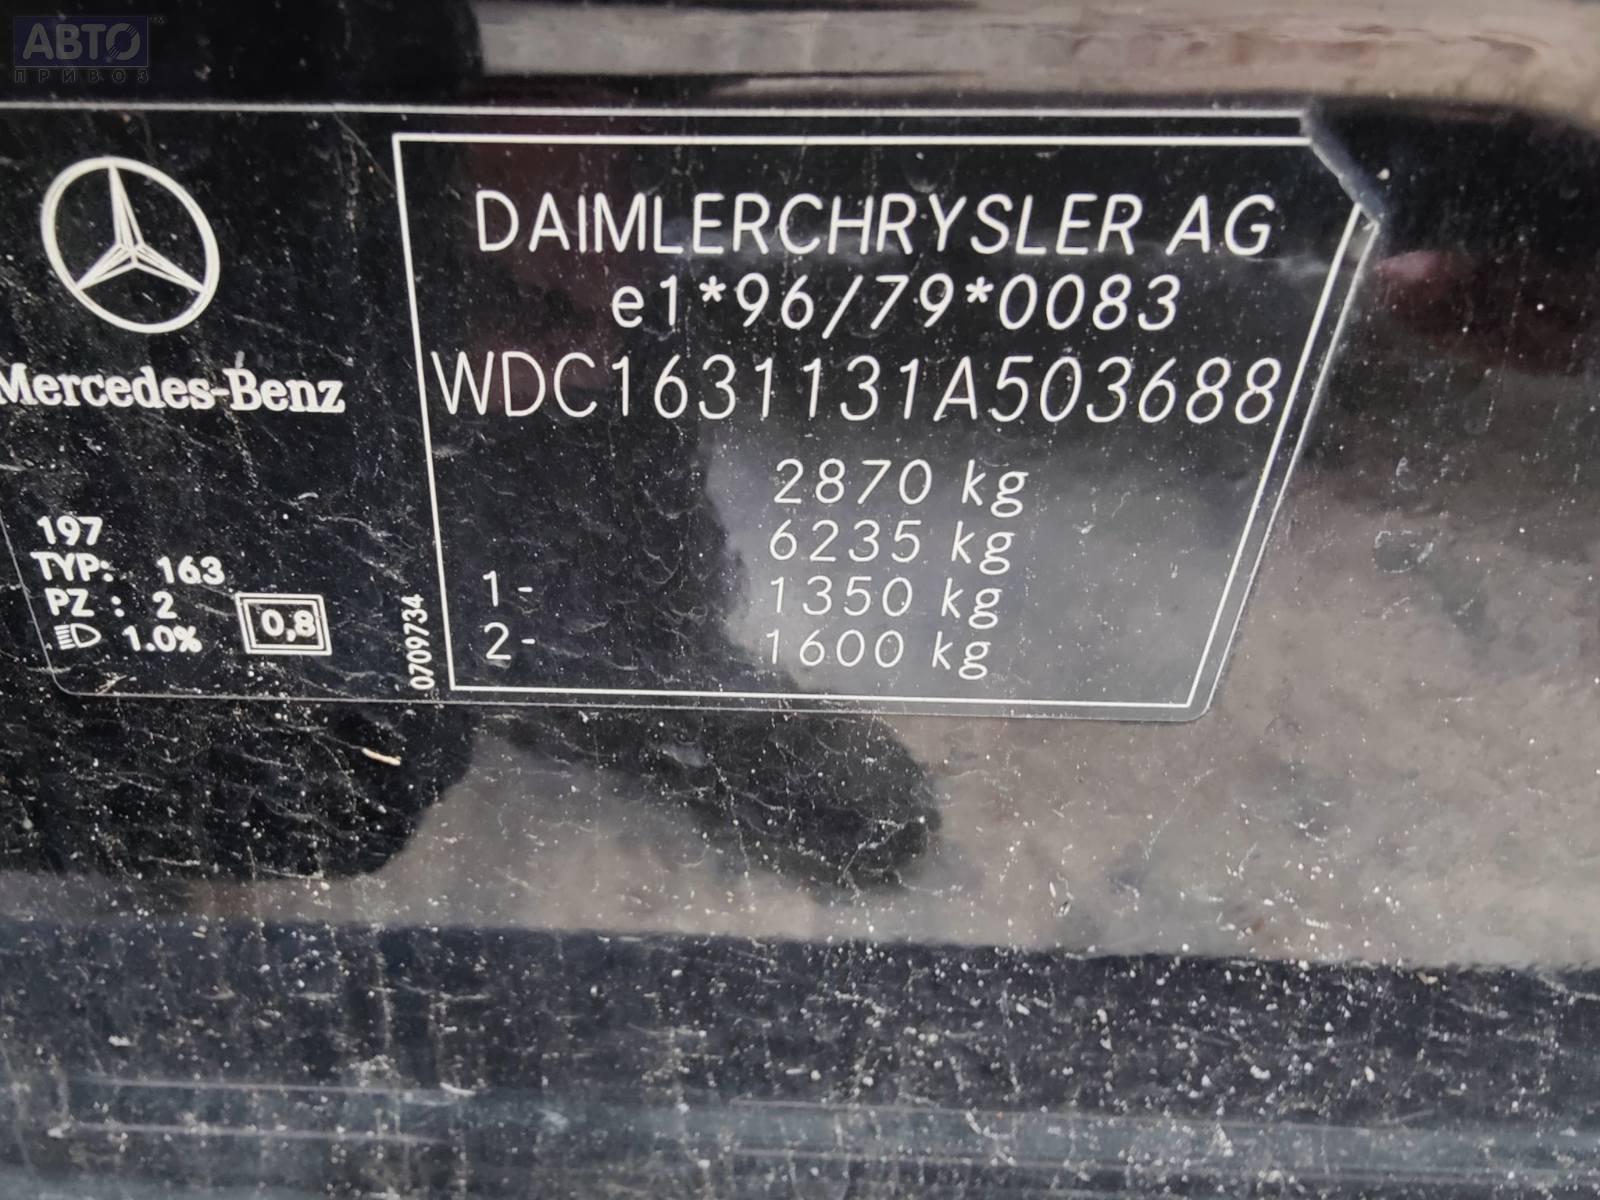 АВТО
ПРИВОЗ
Mercedes-Benz
197
TYP: 163
PZ : 2
1.0%
0,8
0709734
DAIMLERCHRYSLER AG
e1*96/79*0083
WDC1631131A503688
2870 kg
6235 kg
1- 1350 kg
2- 1600 kg